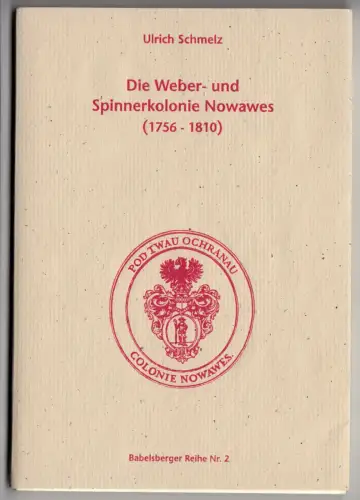 Ulrich Schmelz
Die Weber- und
Spinnerkolonie Nowawes
(1756 - 1810)
POD TWAU OCHRANAU
COLONIE NOWAWES.
Babelsberger Reihe Nr. 2